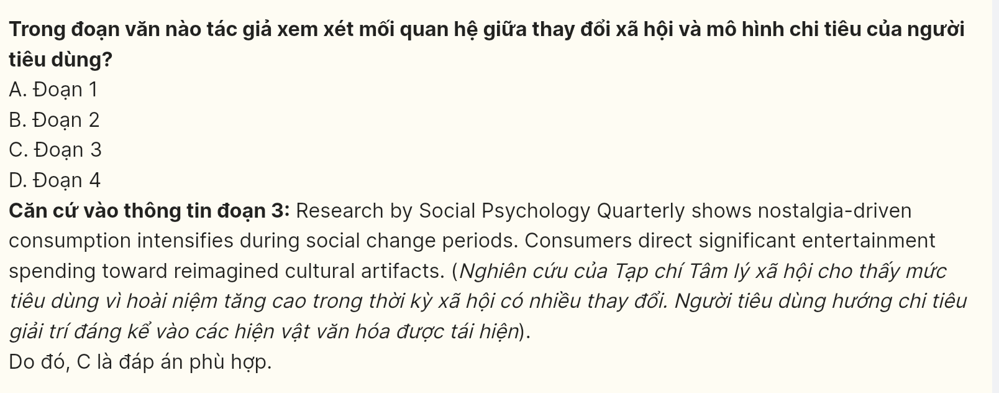 Trong đoạn văn nào tác giả xem xét mối quan hệ giữa thay đổi xã hội và mô hình chi tiêu của người
tiêu dùng?
A. Đoạn 1
B. Đoạn 2
C. Đoạn 3
D. Đoạn 4
Căn cứ vào thông tin đoạn 3: Research by Social Psychology Quarterly shows nostalgia-driven
consumption intensifies during social change periods. Consumers direct significant entertainment
spending toward reimagined cultural artifacts. (Nghiên cứu của Tạp chí Tâm lý xã hội cho thấy mức
tiêu dùng vì hoài niệm tăng cao trong thời kỳ xã hội có nhiều thay đổi. Người tiêu dùng hướng chi tiêu
giải trí đáng kể vào các hiện vật văn hóa được tái hiện).
Do đó, C là đáp án phù hợp.